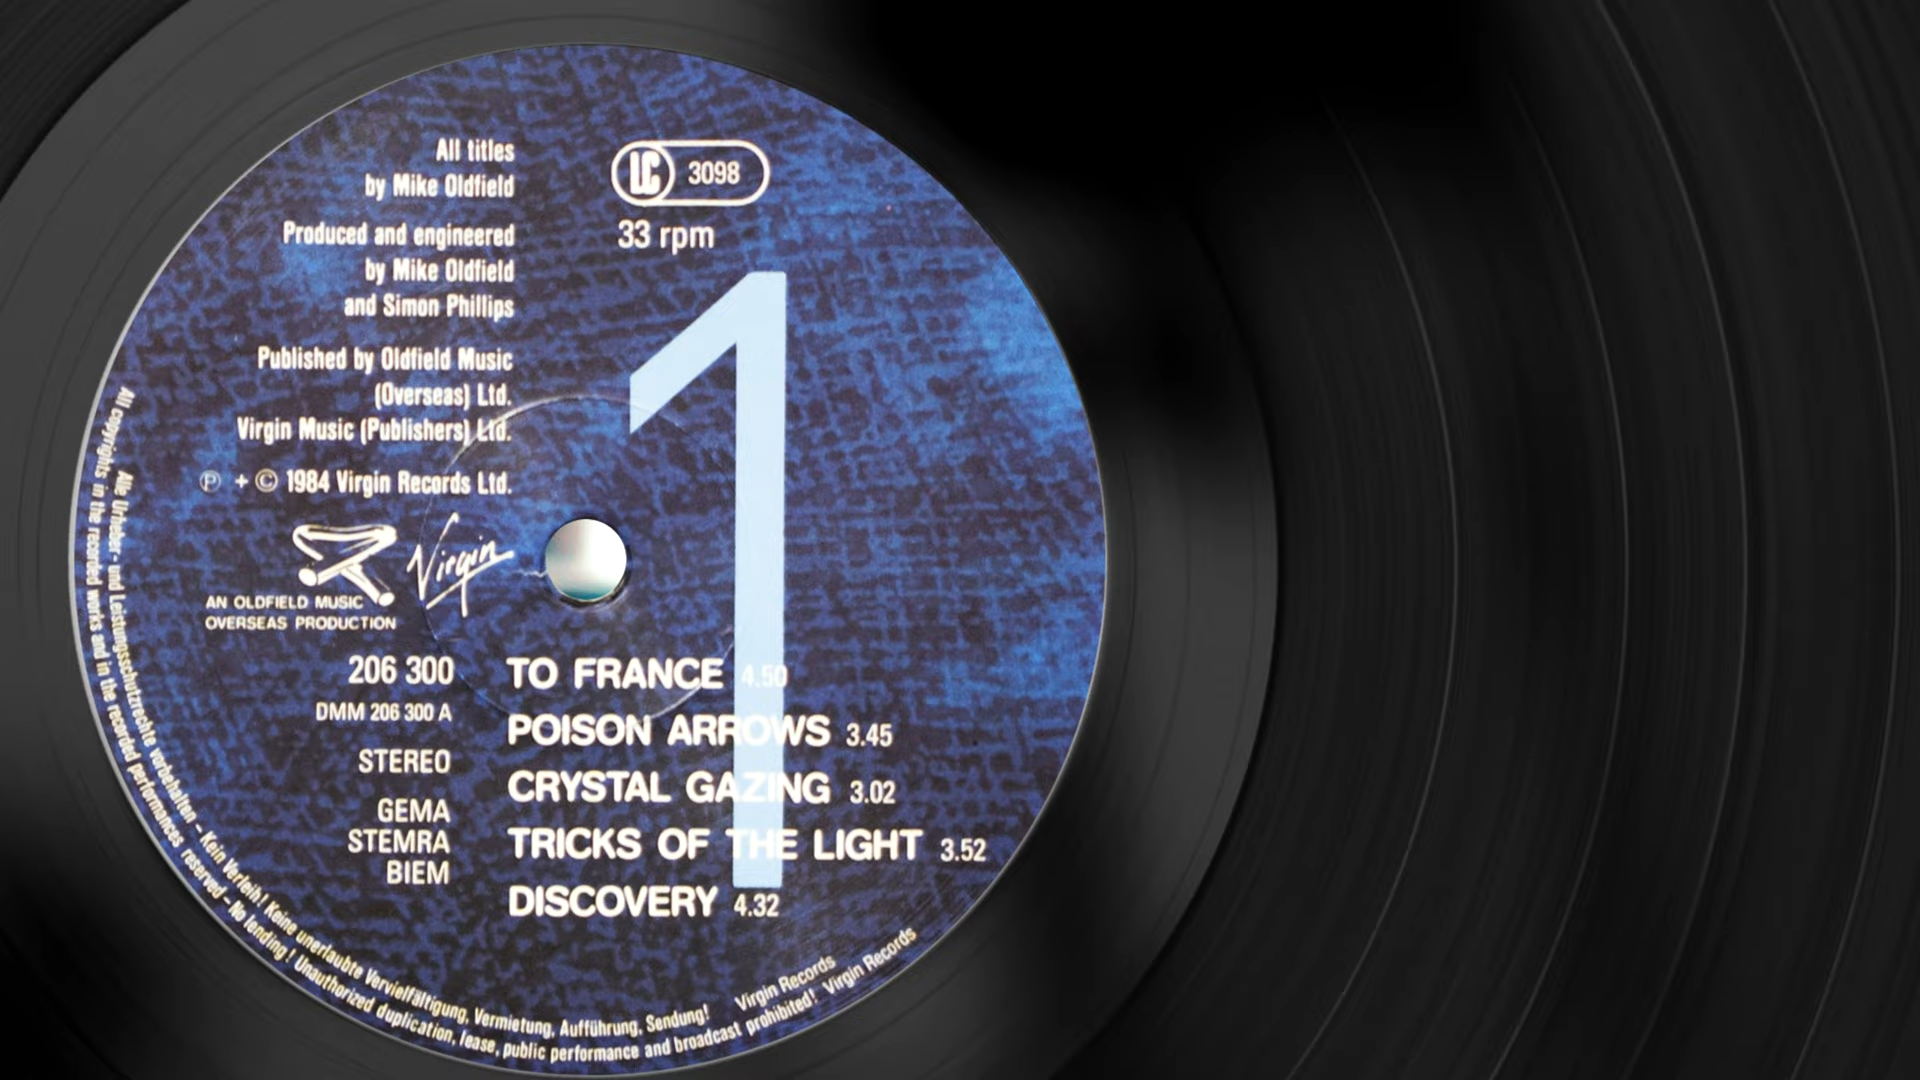 All titles
by Mike Oldfield
Produced and engineered
by Mike Oldfield
and Simon Phillips
Published by Oldfield Music
(Overseas) Ltd.
Virgin Music (Publishers) Ltd.
℗ + © 1984 Virgin Records Ltd.
LC 3098
33 rpm
1
AN OLDFIELD MUSIC
OVERSEAS PRODUCTION
Virgin
206 300
DMM 206 300 A
STEREO
GEMA
STEMRA
BIEM
TO FRANCE 4.50
POISON ARROWS 3.45
CRYSTAL GAZING 3.02
TRICKS OF THE LIGHT 3.52
DISCOVERY 4.32
Alle Urheber- und Leistungsschutzrechte vorbehalten – Kein Verleih! Keine unerlaubte Vervielfältigung, Vermietung, Aufführung, Sendung! Virgin Records
All copyrights in the recorded works and in the recorded performances reserved – No lending! Unauthorized duplication, lease, public performance and broadcast prohibited! Virgin Records